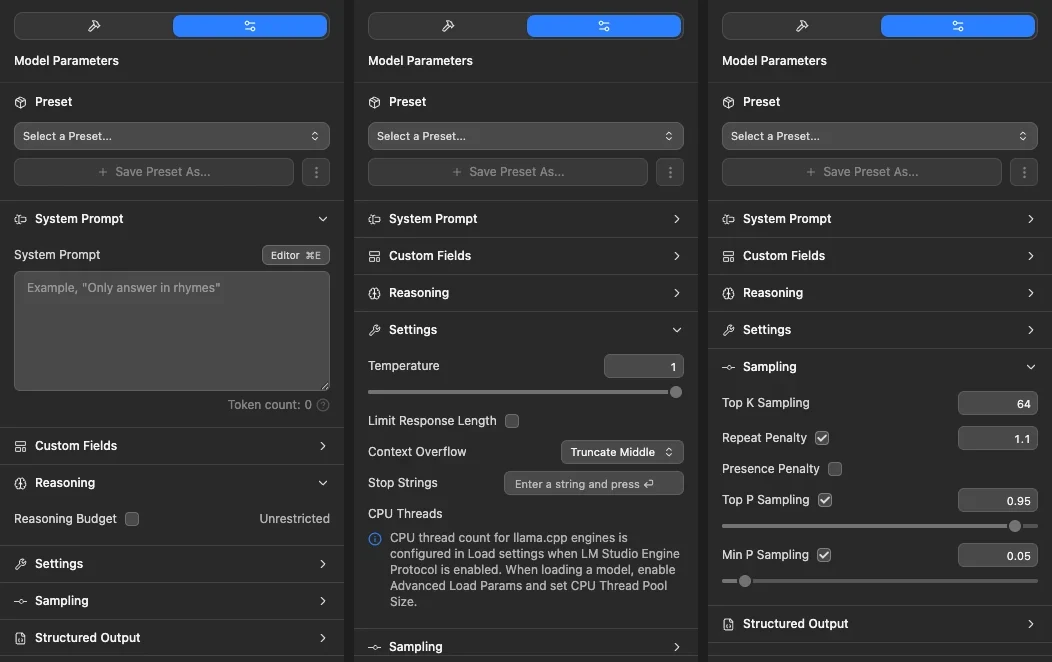 Model Parameters
Preset
Select a Preset...
+ Save Preset As...
System Prompt
System Prompt
Editor ⌘E
Example, "Only answer in rhymes"
Token count: 0
Custom Fields
Reasoning
Reasoning Budget
Unrestricted
Settings
Sampling
Structured Output
Model Parameters
Preset
Select a Preset...
+ Save Preset As...
System Prompt
Custom Fields
Reasoning
Settings
Temperature
1
Limit Response Length
Context Overflow
Truncate Middle
Stop Strings
Enter a string and press ↵
CPU Threads
CPU thread count for llama.cpp engines is
configured in Load settings when LM Studio Engine
Protocol is enabled. When loading a model, enable
Advanced Load Params and set CPU Thread Pool
Size.
Sampling
Model Parameters
Preset
Select a Preset...
+ Save Preset As...
System Prompt
Custom Fields
Reasoning
Settings
Sampling
Top K Sampling
64
Repeat Penalty
1.1
Presence Penalty
Top P Sampling
0.95
Min P Sampling
0.05
Structured Output